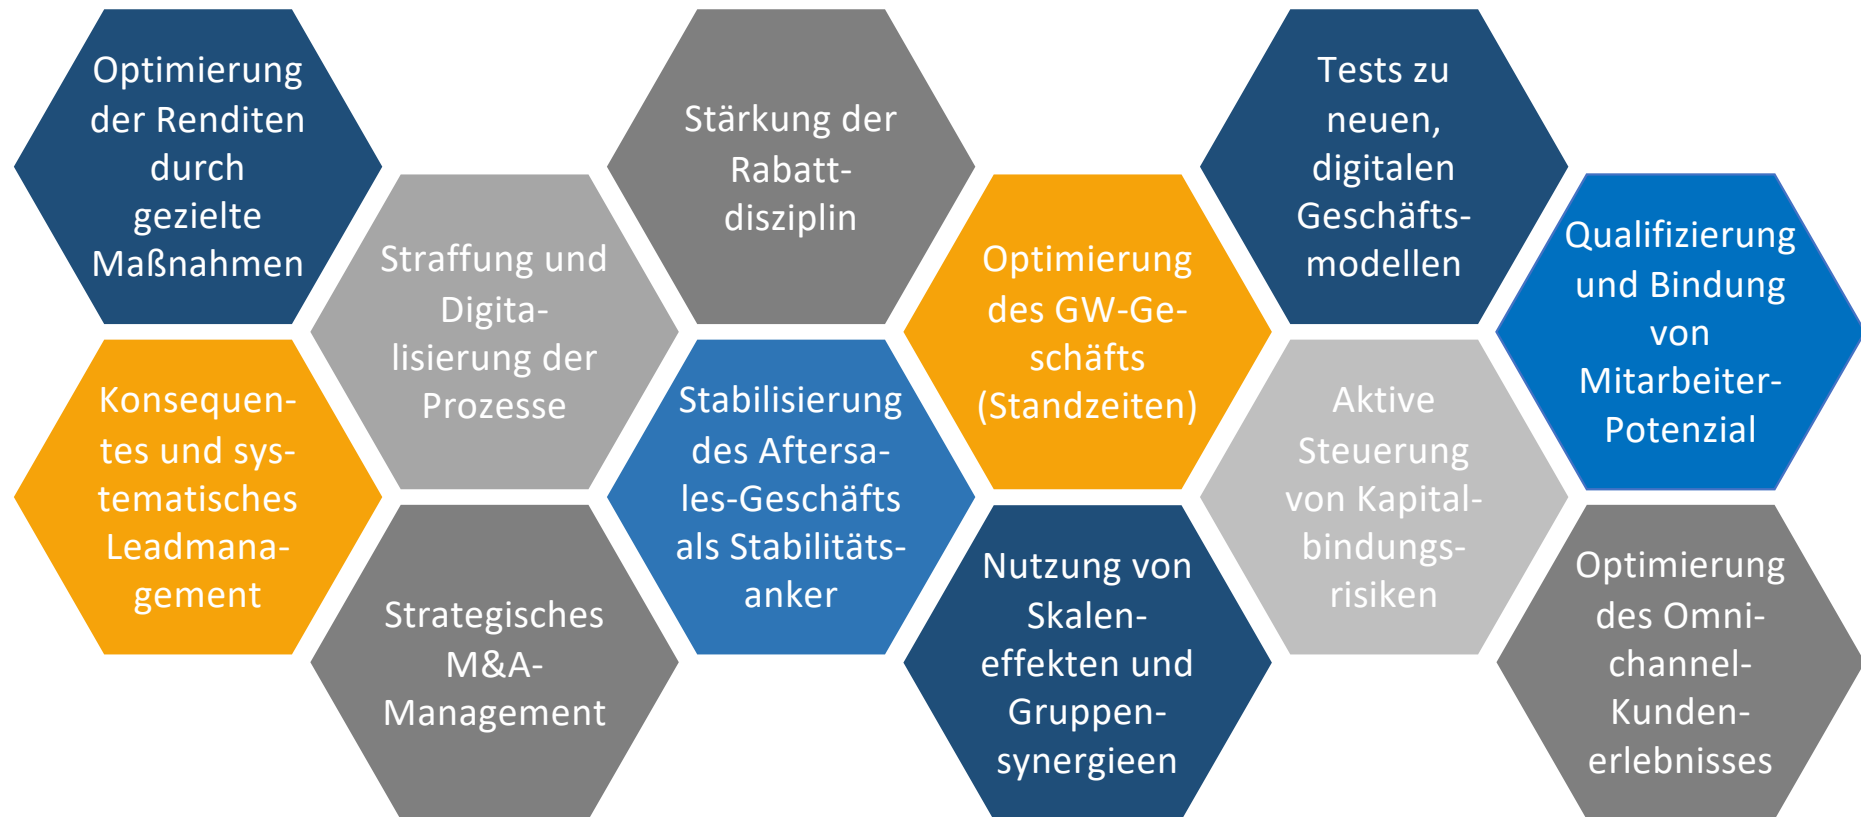 Optimierung
der Renditen
durch
gezielte
Maßnahmen
Konsequen-
tes und sys-
tematisches
Leadmana-
gement
Straffung und
Digita-
lisierung der
Prozesse
Strategisches
M&A-
Management
Stärkung der
Rabatt-
disziplin
Stabilisierung
des Aftersa-
les-Geschäfts
als Stabilitäts-
anker
Optimierung
des GW-Ge-
schäfts
(Standzeiten)
Nutzung von
Skalen-
effekten und
Gruppen-
synergieen
Tests zu
neuen,
digitalen
Geschäfts-
modellen
Aktive
Steuerung
von Kapital-
bindungs-
risiken
Qualifizierung
und Bindung
von
Mitarbeiter-
Potenzial
Optimierung
des Omni-
channel-
Kunden-
erlebnisses